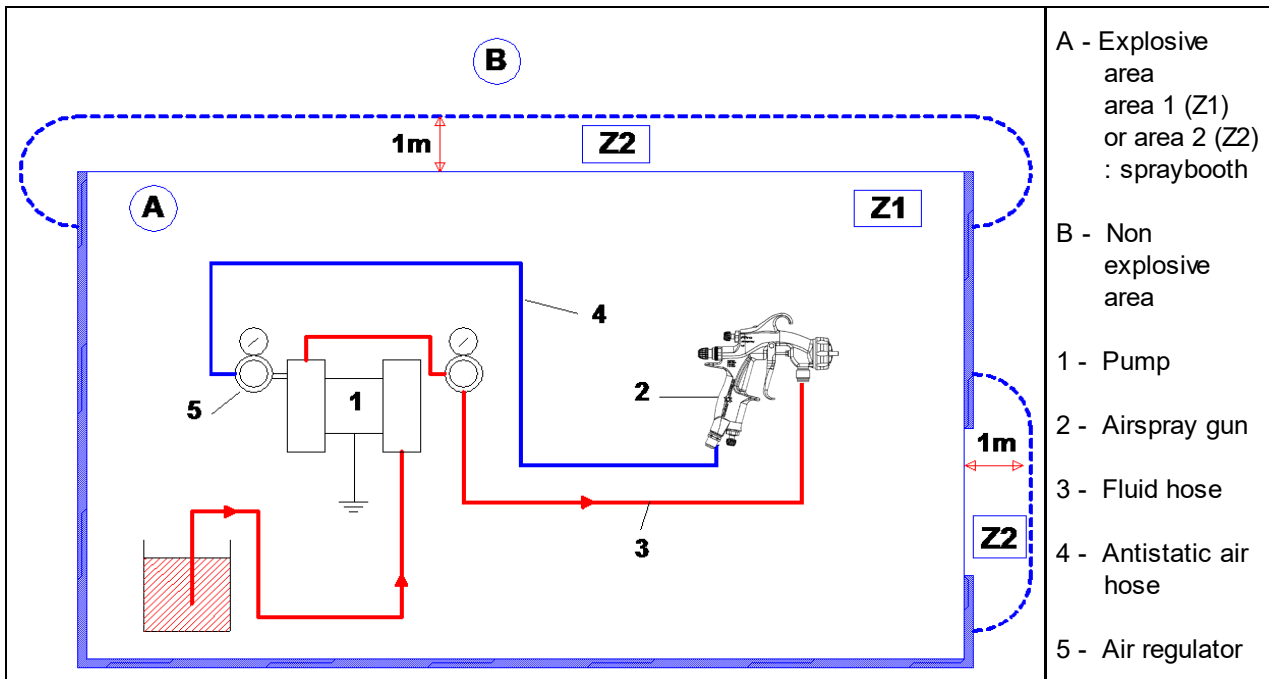 B
1m
Z2
A
Z1
4
5
1
2
1m
3
Z2
A - Explosive
area
area 1 (Z1)
or area 2 (Z2)
: spraybooth
B - Non
explosive
area
1 - Pump
2 - Airspray gun
3 - Fluid hose
4 - Antistatic air
hose
5 - Air regulator